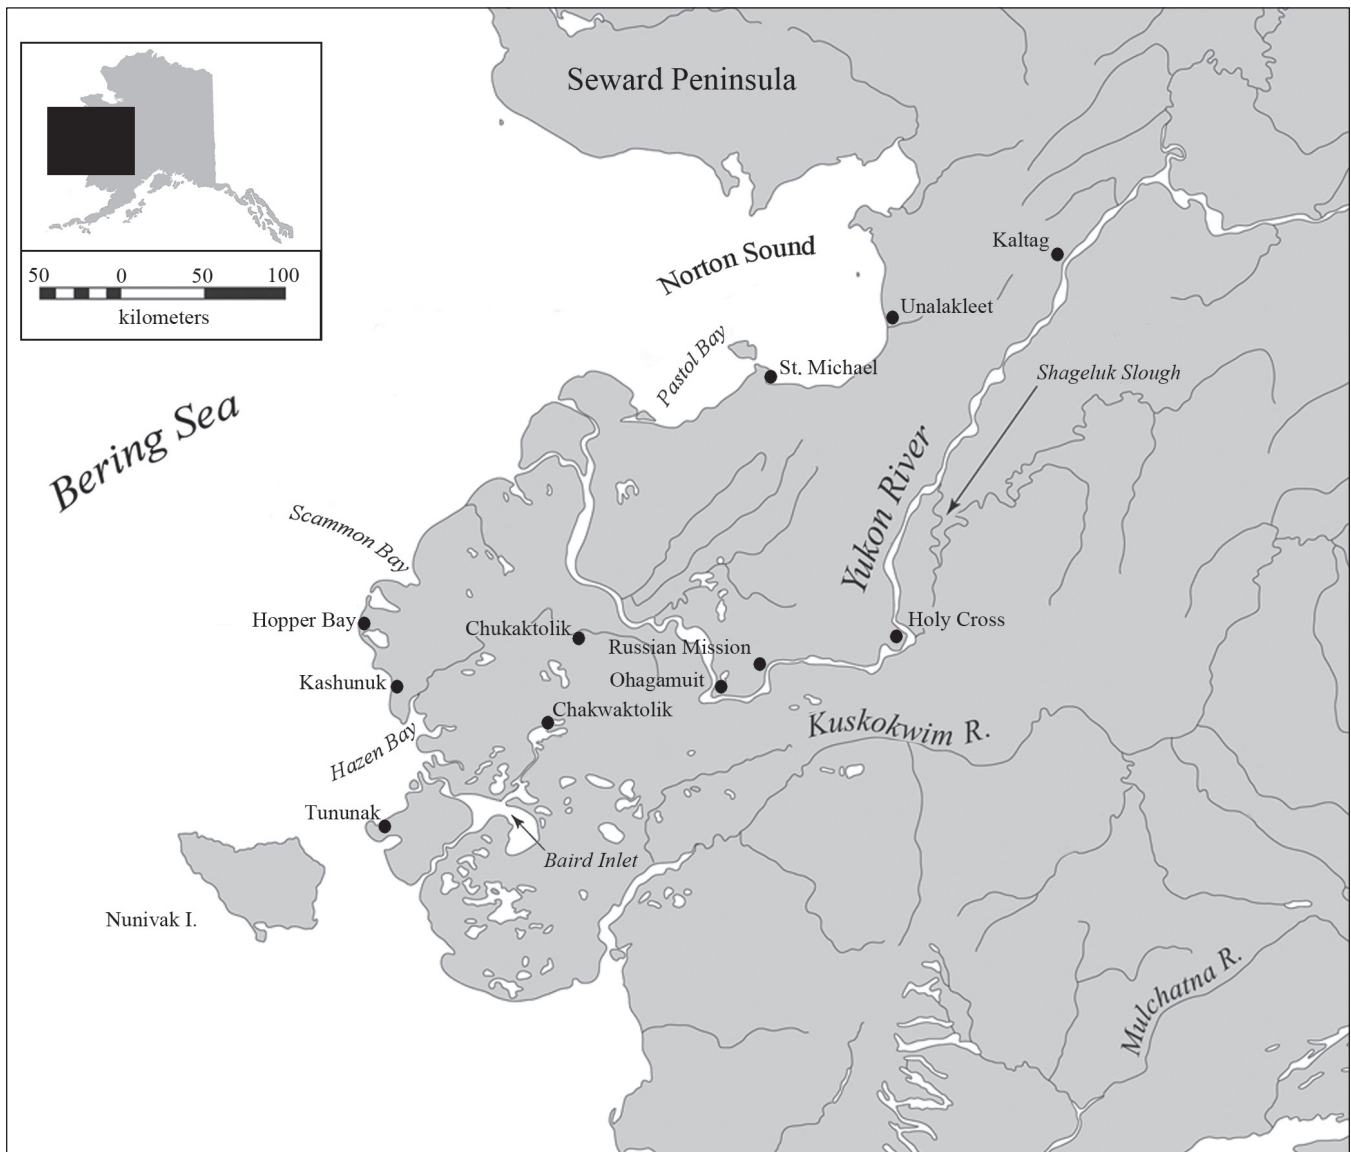 Seward Peninsula
50 0 50 100
kilometers
Norton Sound
Kaltag
Unalakleet
Pastol Bay
St. Michael
Shageluk Slough
Bering Sea
Yukon River
Scammon Bay
Hopper Bay
Chukaktolik
Holy Cross
Russian Mission
Kashunuk
Ohagamuit
Chakwaktolik
Kuskokwim R.
Hazen Bay
Tununak
Baird Inlet
Nunivak I.
Mulchatna R.